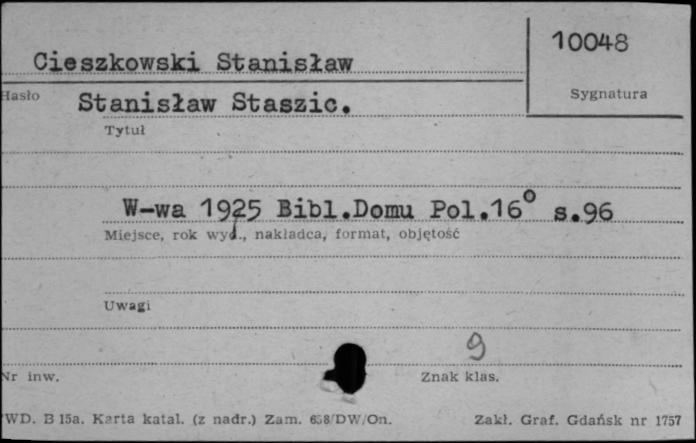 10048
Cieszkowski Stanisław
Hasło
Sygnatura
Stanisław Staszic.
Tytuł
W-wa 1925 Bibl.Domu Pol.16° s.96
Miejsce, rok wyd., nakładca, format, objętość
Uwagi
9
Nr inw.
Znak klas.
WD. B 15a. Karta katal. (z nadr.) Zam. 658/DW/On.
Zakł. Graf. Gdańsk nr 1757